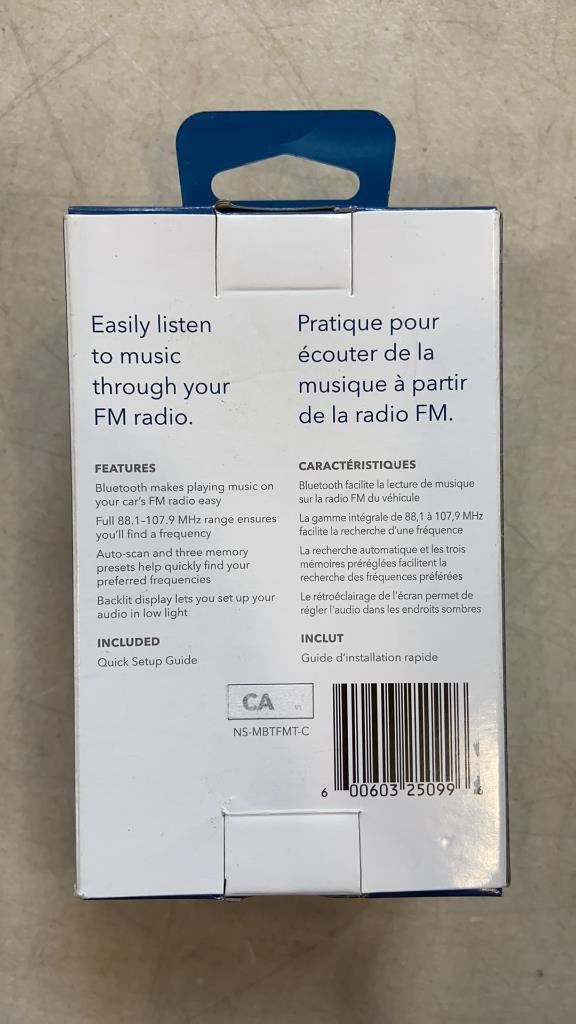 Easily listen
to music
through your
FM radio.
FEATURES
Bluetooth makes playing music on
your car's FM radio easy
Full 88.1–107.9 MHz range ensures
you'll find a frequency
Auto-scan and three memory
presets help quickly find your
preferred frequencies
Backlit display lets you set up your
audio in low light
INCLUDED
Quick Setup Guide
Pratique pour
écouter de la
musique à partir
de la radio FM.
CARACTÉRISTIQUES
Bluetooth facilite la lecture de musique
sur la radio FM du véhicule
La gamme intégrale de 88,1 à 107,9 MHz
facilite la recherche d'une fréquence
La recherche automatique et les trois
mémoires préréglées facilitent la
recherche des fréquences préférées
Le rétroéclairage de l'écran permet de
régler l'audio dans les endroits sombres
INCLUT
Guide d'installation rapide
CA V1
NS-MBTFMT-C
6 00603 25099 6